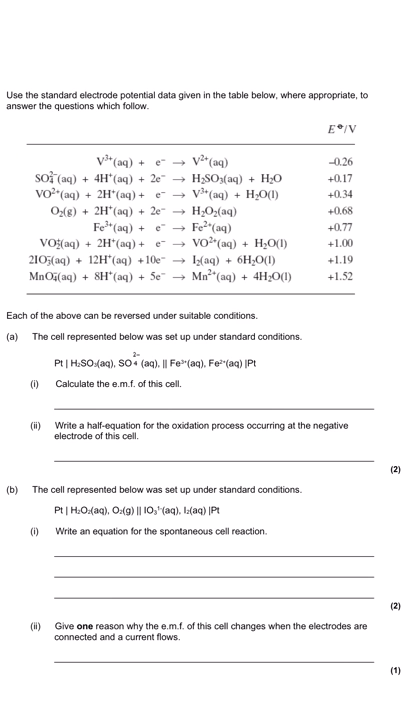 Use the standard electrode potential data given in the table below, where appropriate, to
answer the questions which follow.
E⦵/V
V³⁺(aq) + e⁻ → V²⁺(aq) –0.26
SO₄²⁻(aq) + 4H⁺(aq) + 2e⁻ → H₂SO₃(aq) + H₂O +0.17
VO²⁺(aq) + 2H⁺(aq) + e⁻ → V³⁺(aq) + H₂O(l) +0.34
O₂(g) + 2H⁺(aq) + 2e⁻ → H₂O₂(aq) +0.68
Fe³⁺(aq) + e⁻ → Fe²⁺(aq) +0.77
VO₂⁺(aq) + 2H⁺(aq) + e⁻ → VO²⁺(aq) + H₂O(l) +1.00
2IO₃⁻(aq) + 12H⁺(aq) +10e⁻ → I₂(aq) + 6H₂O(l) +1.19
MnO₄⁻(aq) + 8H⁺(aq) + 5e⁻ → Mn²⁺(aq) + 4H₂O(l) +1.52
Each of the above can be reversed under suitable conditions.
(a) The cell represented below was set up under standard conditions.
Pt | H₂SO₃(aq), SO₄²⁻ (aq), || Fe³⁺(aq), Fe²⁺(aq) |Pt
(i) Calculate the e.m.f. of this cell.
(ii) Write a half-equation for the oxidation process occurring at the negative
electrode of this cell.
(2)
(b) The cell represented below was set up under standard conditions.
Pt | H₂O₂(aq), O₂(g) || IO₃¹⁻(aq), I₂(aq) |Pt
(i) Write an equation for the spontaneous cell reaction.
(2)
(ii) Give one reason why the e.m.f. of this cell changes when the electrodes are
connected and a current flows.
(1)